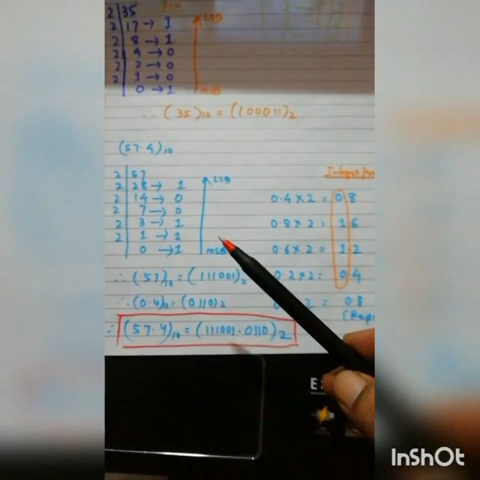 2 35
2 17 → 1
2 8 → 1
2 4 → 0
2 2 → 0
2 1 → 0
0 → 1
LSB
MSB
∴ (35)10 = (100011)2
(57.4)10
2 57
2 28 - 1
2 14 → 0
2 7 → 0
2 3 → 1
2 1 → 1
0 → 1
LSB
MSB
0.4 x 2 = 0.8
0.8 x 2 = 1.6
0.6 x 2 = 1.2
0.2 x 2 = 0.4
2 = 0.8
∴ (57)10 = (111001)2
∴ (0.4)10 = (0110)2
∴ (57.4)10 = (111001.0110)2
E
InShOt